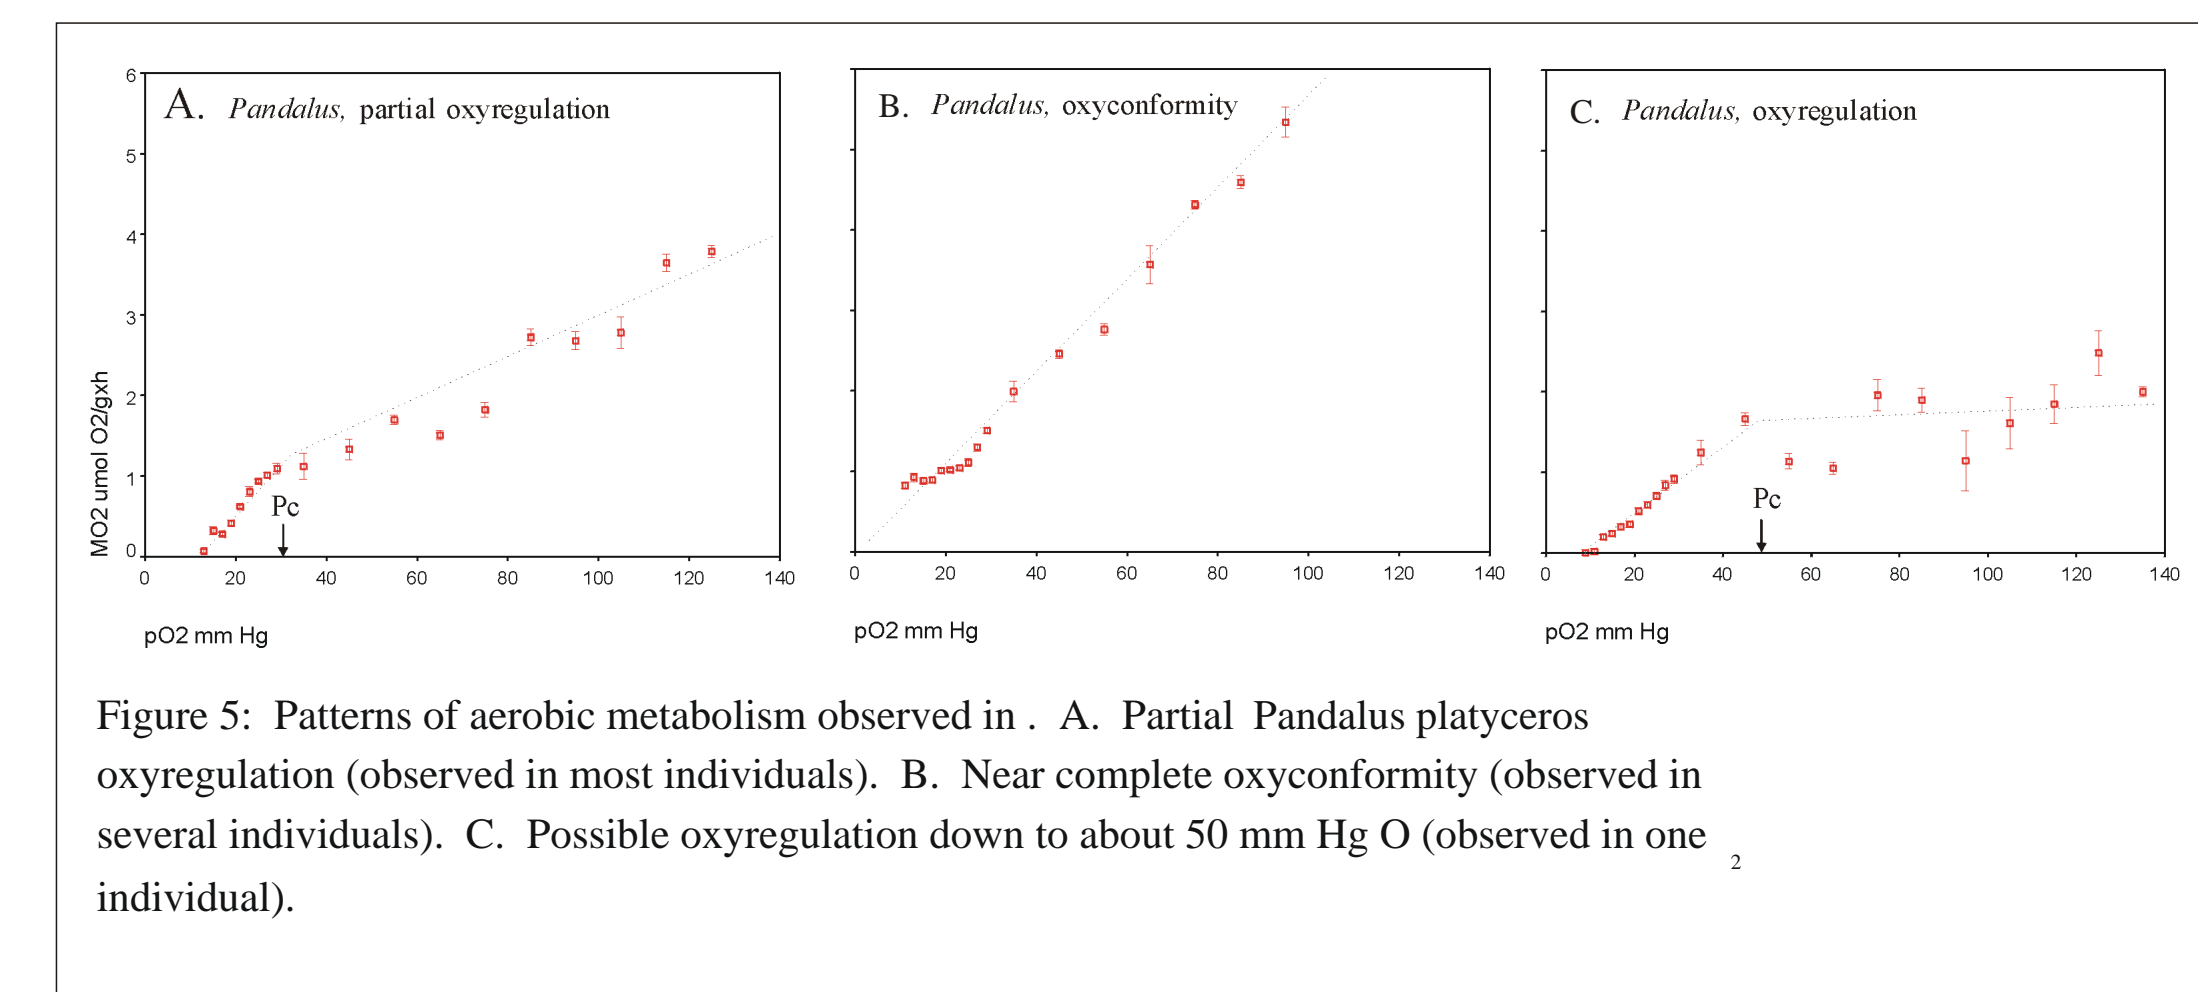 A. Pandalus, partial oxyregulation
6
5
4
3
2
1
0
MO2 umol O2/gxh
Pc
0 20 40 60 80 100 120 140
pO2 mm Hg
B. Pandalus, oxyconformity
0 20 40 60 80 100 120 140
pO2 mm Hg
C. Pandalus, oxyregulation
Pc
0 20 40 60 80 100 120 140
pO2 mm Hg
Figure 5: Patterns of aerobic metabolism observed in . A. Partial Pandalus platyceros
oxyregulation (observed in most individuals). B. Near complete oxyconformity (observed in
several individuals). C. Possible oxyregulation down to about 50 mm Hg O (observed in one
2
individual).